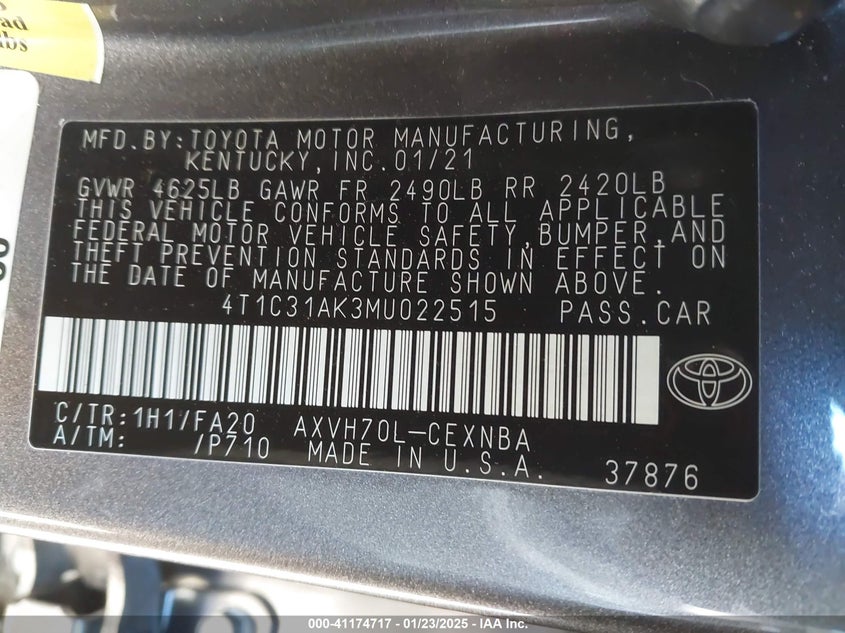 ad
lbs
MFD.BY:TOYOTA MOTOR MANUFACTURING,
KENTUCKY,INC.01/21
GVWR 4625LB GAWR FR 2490LB RR 2420LB
THIS VEHICLE CONFORMS TO ALL APPLICABLE
FEDERAL MOTOR VEHICLE SAFETY,BUMPER,AND
THEFT PREVENTION STANDARDS IN EFFECT ON
THE DATE OF MANUFACTURE SHOWN ABOVE.
4T1C31AK3MU022515 PASS.CAR
C/TR:1H1/FA20 AXVH70L-CEXNBA
A/TM: /P710 MADE IN U.S.A. 37876
000-41174717 - 01/23/2025 - IAA Inc.